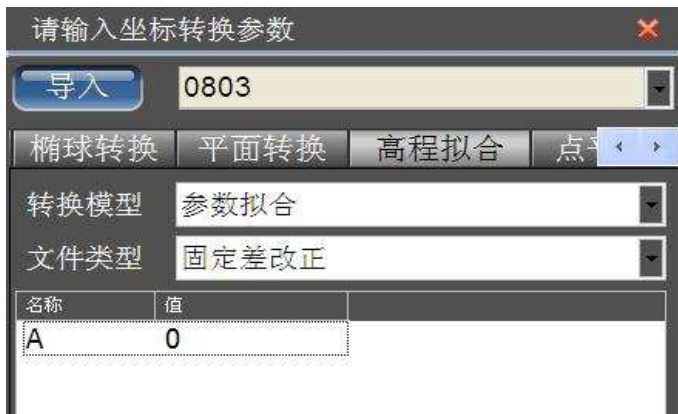 请输入坐标转换参数
导入 0803
椭球转换 平面转换 高程拟合 点
转换模型 参数拟合
文件类型 固定差改正
名称 值
A 0